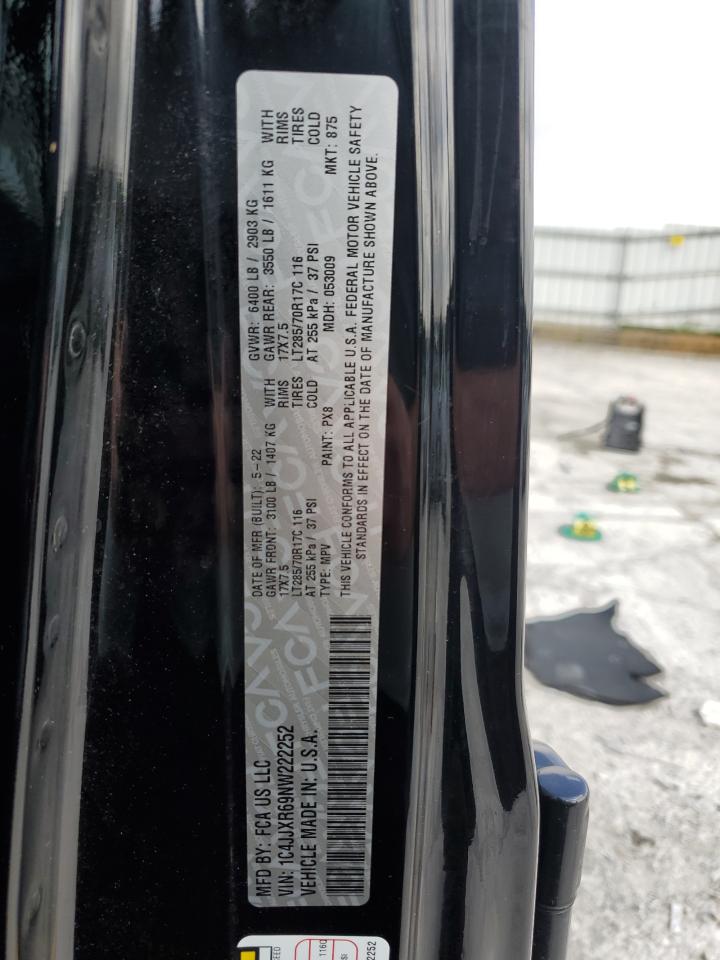 MFD BY: FCA US LLC
DATE OF MFR (BUILT): 5-22
GVWR: 6400 LB / 2903 KG
VIN: 1C4JJXR69NW222252
GAWR FRONT: 3100 LB / 1407 KG WITH
GAWR REAR: 3550 LB / 1611 KG WITH
VEHICLE MADE IN: U.S.A.
17X7.5 RIMS
17X7.5 RIMS
LT285/70R17C 116 TIRES
LT285/70R17C 116 TIRES
AT 255 kPa / 37 PSI COLD
AT 255 kPa / 37 PSI COLD
TYPE: MPV PAINT: PX8 MDH: 053009 MKT: 875
THIS VEHICLE CONFORMS TO ALL APPLICABLE U.S.A. FEDERAL MOTOR VEHICLE SAFETY
STANDARDS IN EFFECT ON THE DATE OF MANUFACTURE SHOWN ABOVE.
1160
22252